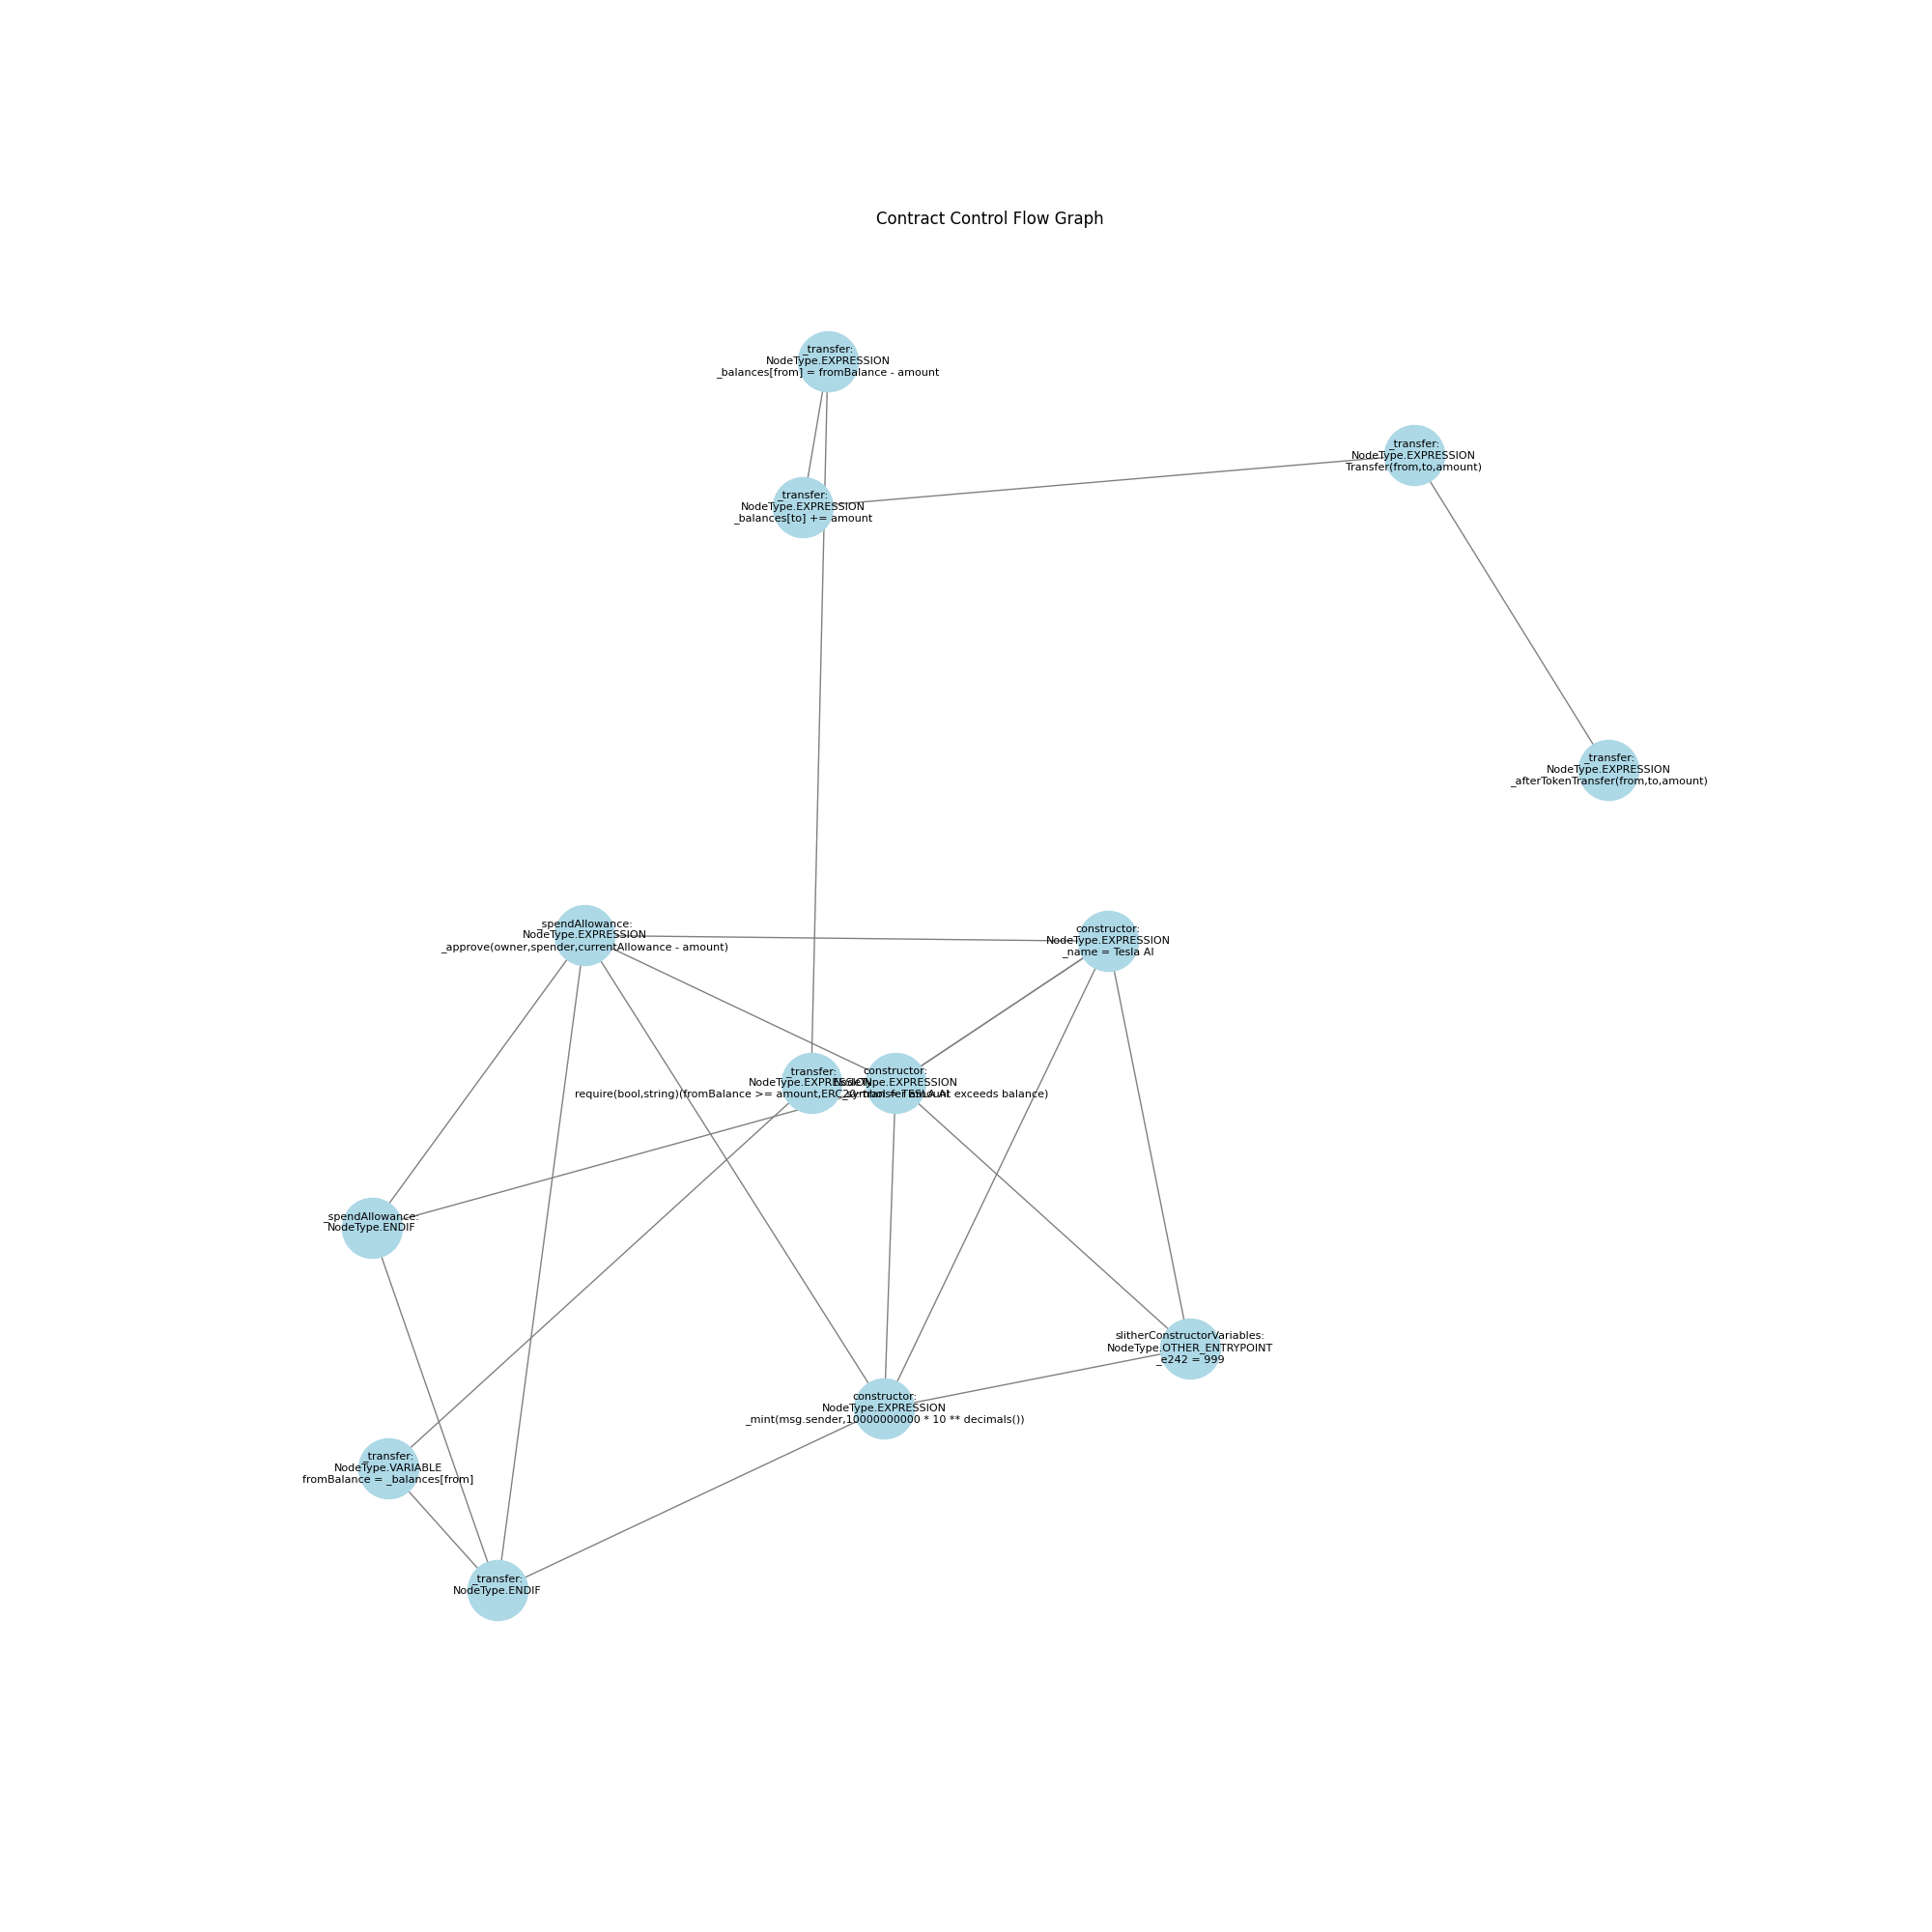 Contract Control Flow Graph
_transfer:
NodeType.EXPRESSION
_balances[from] = fromBalance - amount
_transfer:
NodeType.EXPRESSION
Transfer(from,to,amount)
_transfer:
NodeType.EXPRESSION
_balances[to] += amount
_transfer:
NodeType.EXPRESSION
_afterTokenTransfer(from,to,amount)
_spendAllowance:
NodeType.EXPRESSION
_approve(owner,spender,currentAllowance - amount)
constructor:
NodeType.EXPRESSION
_name = Tesla AI
_transfer:
NodeType.EXPRESSION
require(bool,string)(fromBalance >= amount,ERC20: transfer amount exceeds balance)
constructor:
NodeType.EXPRESSION
_symbol = TESLA AI
_spendAllowance:
NodeType.ENDIF
slitherConstructorVariables:
NodeType.OTHER_ENTRYPOINT
_e242 = 999
constructor:
NodeType.EXPRESSION
_mint(msg.sender,10000000000 * 10 ** decimals())
_transfer:
NodeType.VARIABLE
fromBalance = _balances[from]
_transfer:
NodeType.ENDIF